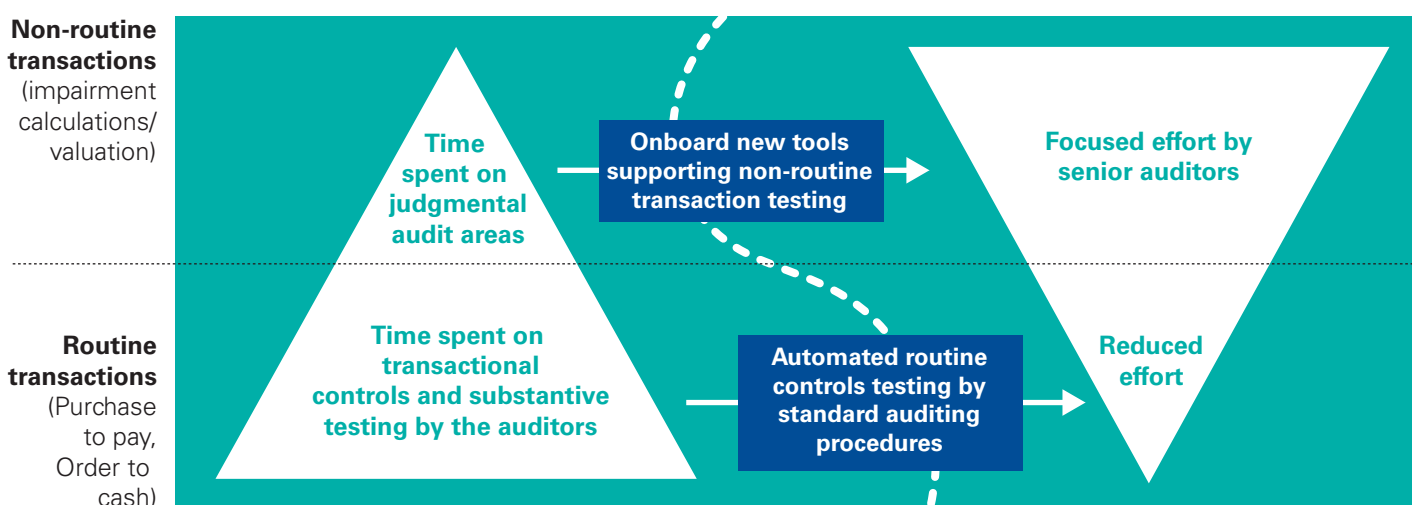 Non-routine
transactions
(impairment
calculations/
valuation)
Time
spent on
judgmental
audit areas
Onboard new tools
supporting non-routine
transaction testing
Focused effort by
senior auditors
Routine
transactions
(Purchase
to pay,
Order to
cash)
Time spent on
transactional
controls and substantive
testing by the auditors
Automated routine
controls testing by
standard auditing
procedures
Reduced
effort